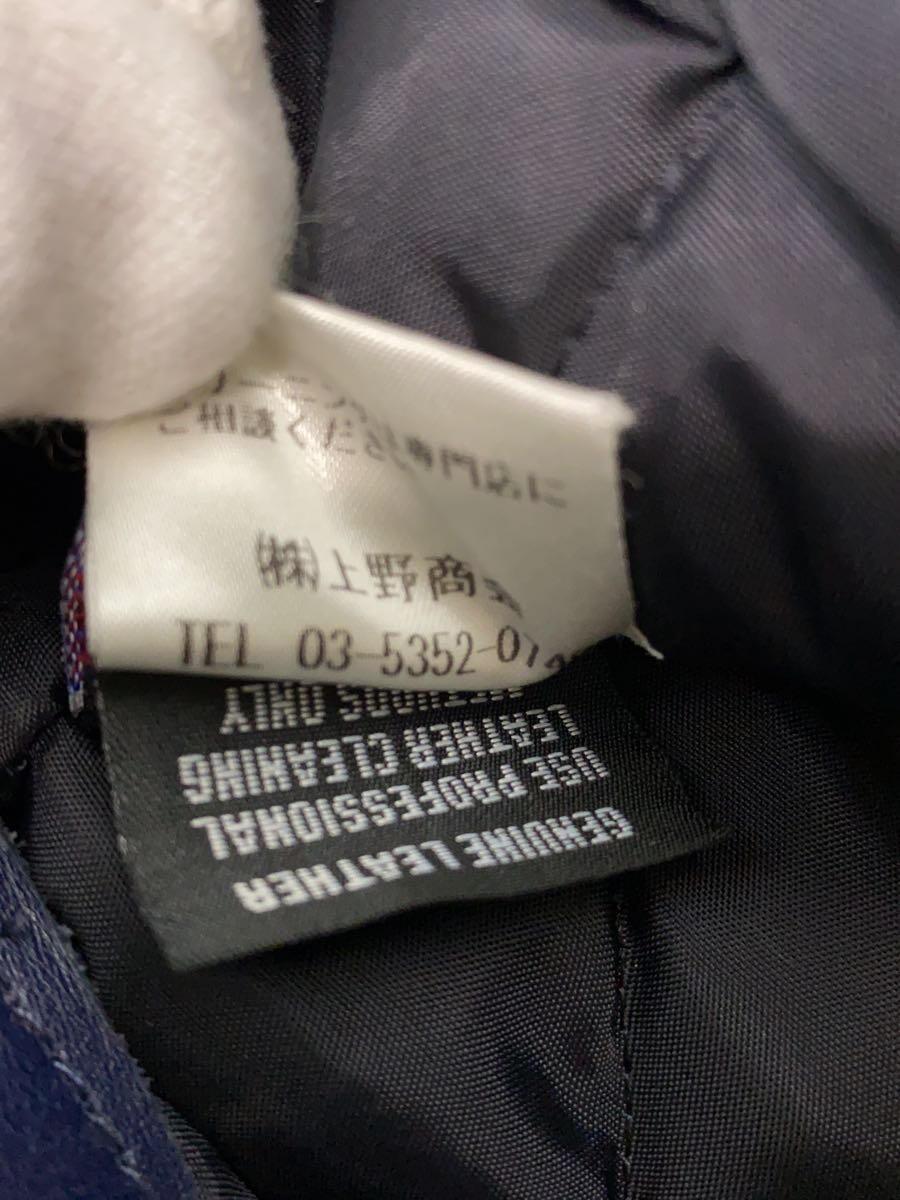 ご相談ください専門店に
㈱上野商
TEL 03-5352-01
GENUINE LEATHER
USE PROFESSIONAL
LEATHER CLEANING
METHODS ONLY